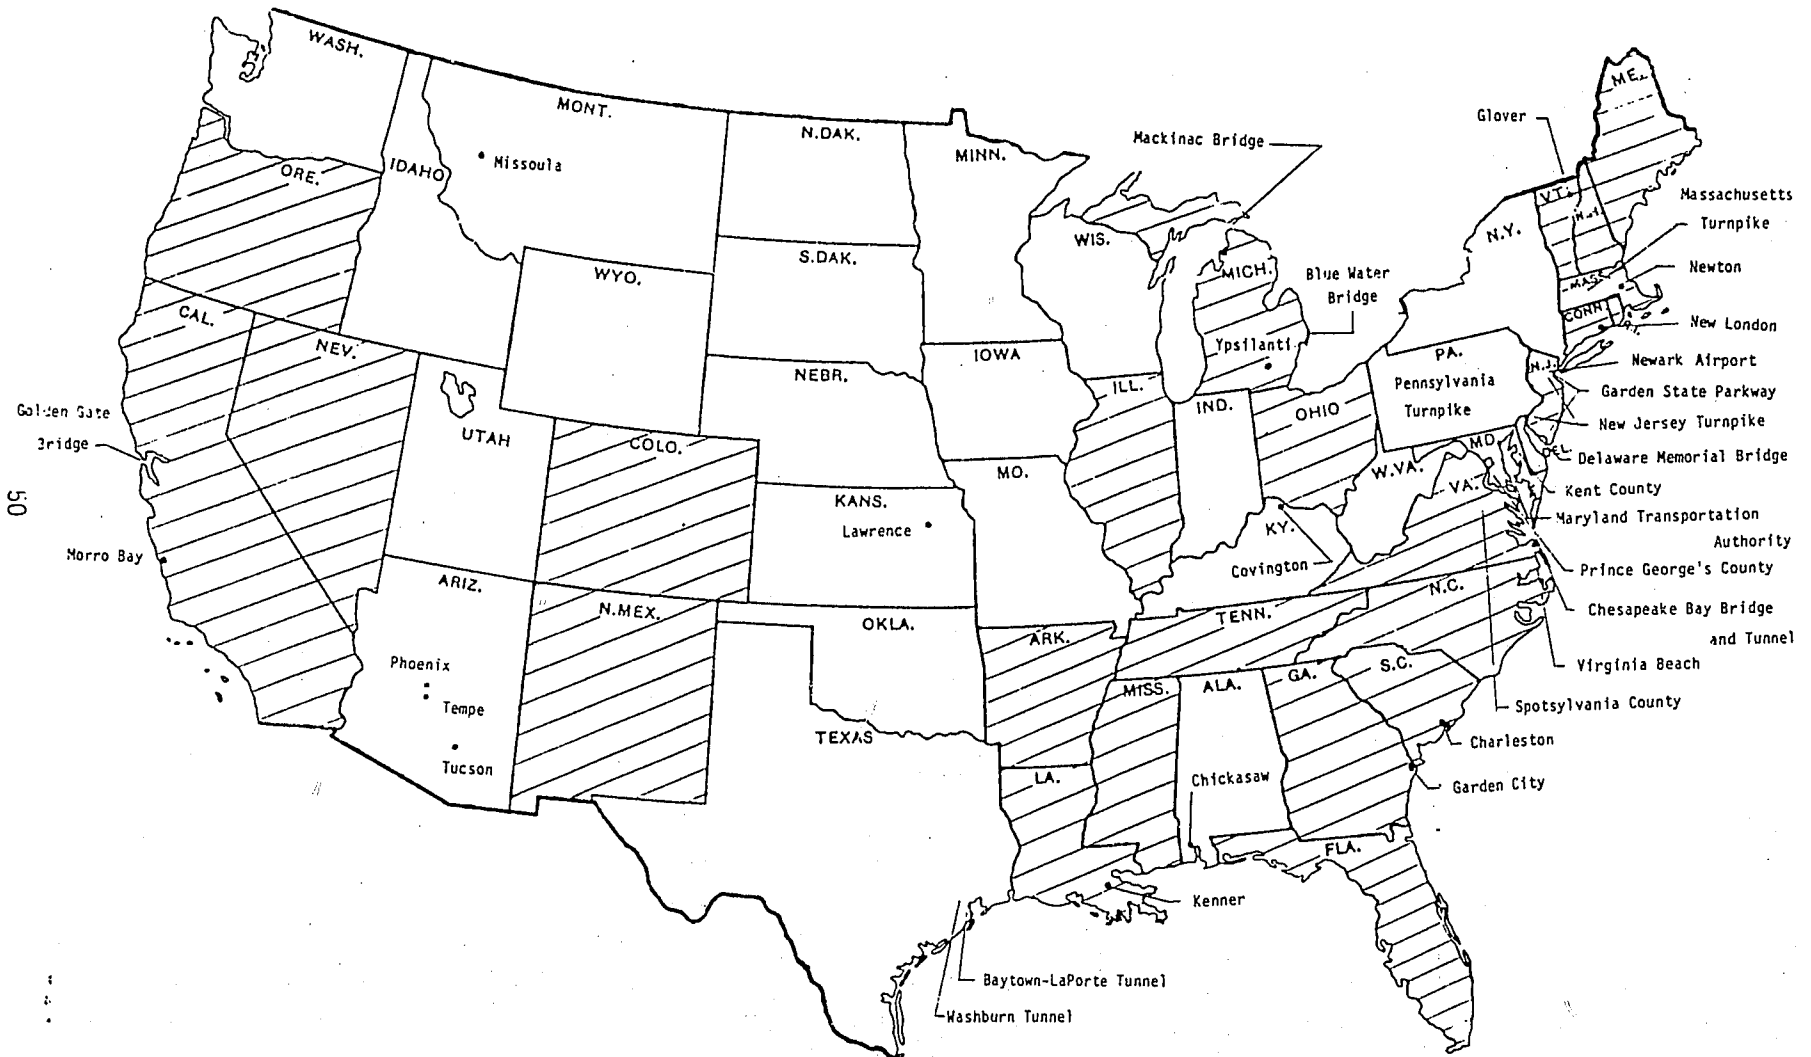 WASH.
MONT.
N.DAK.
MINN.
Mackinac Bridge
Glover
ME.
Missoula
IDAHO
ORE.
VT.
N.H.
Massachusetts
Turnpike
N.Y.
WIS.
S.DAK.
WYO.
MICH.
Blue Water
Bridge
MASS.
Newton
CAL.
NEV.
CONN.
R.I.
New London
Ypsilanti
IOWA
PA.
Pennsylvania
Turnpike
N.J.
Newark Airport
NEBR.
ILL.
IND.
OHIO
Garden State Parkway
New Jersey Turnpike
Golden Gate
Bridge
UTAH
COLO.
MO.
MD.
DEL.
Delaware Memorial Bridge
W.VA.
VA.
Kent County
KANS.
Lawrence
KY.
Covington
Maryland Transportation
Authority
50
Morro Bay
Prince George's County
ARIZ.
N.MEX.
OKLA.
ARK.
TENN.
N.C.
Chesapeake Bay Bridge
and Tunnel
Virginia Beach
Phoenix
Tempe
Tucson
TEXAS
MISS.
ALA.
GA.
S.C.
Spotsylvania County
Charleston
LA.
Chickasaw
Garden City
FLA.
Kenner
Baytown-LaPorte Tunnel
Washburn Tunnel